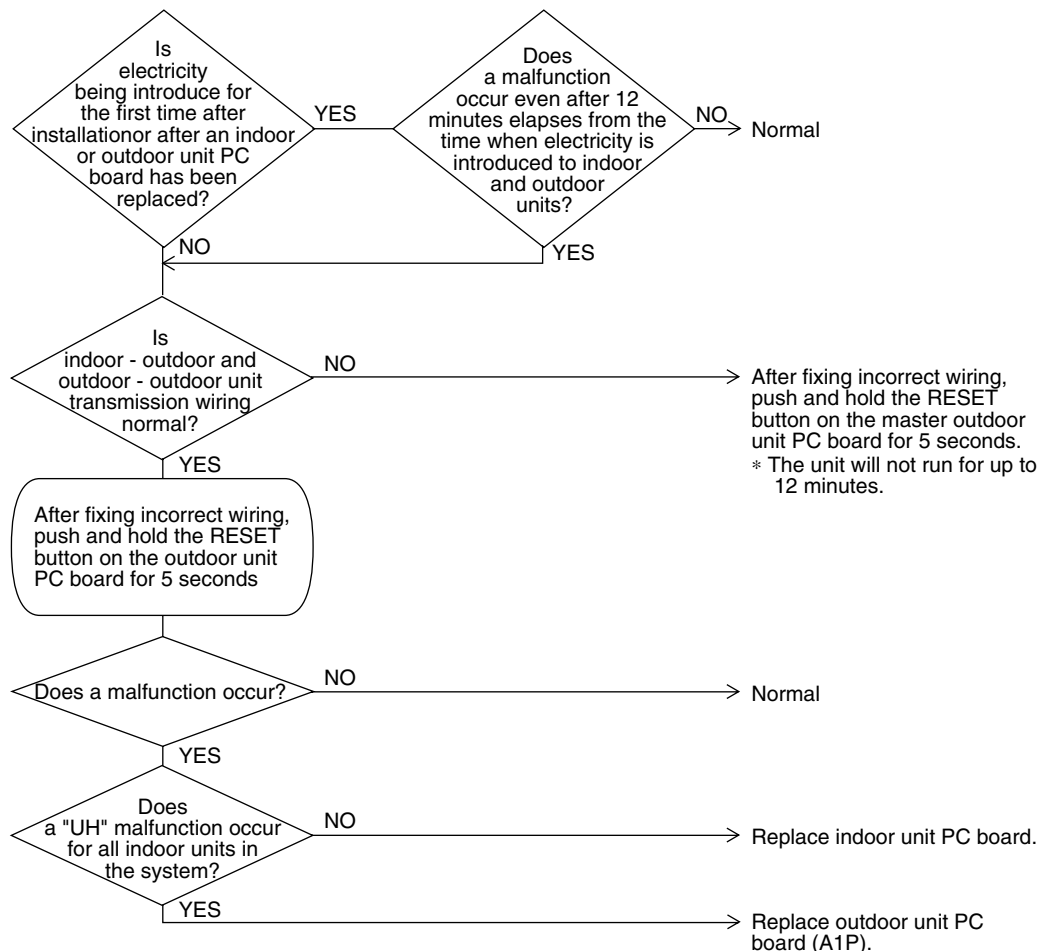 Is
electricity
being introduce for
the first time after
installationor after an indoor
or outdoor unit PC
board has been
replaced?
YES
Does
a malfunction
occur even after 12
minutes elapses from the
time when electricity is
introduced to indoor
and outdoor
units?
NO
Normal
NO
YES
Is
indoor - outdoor and
outdoor - outdoor unit
transmission wiring
normal?
NO
After fixing incorrect wiring,
push and hold the RESET
button on the master outdoor
unit PC board for 5 seconds.
* The unit will not run for up to
12 minutes.
YES
After fixing incorrect wiring,
push and hold the RESET
button on the outdoor unit
PC board for 5 seconds
Does a malfunction occur?
NO
Normal
YES
Does
a "UH" malfunction occur
for all indoor units in
the system?
NO
Replace indoor unit PC board.
YES
Replace outdoor unit PC
board (A1P).